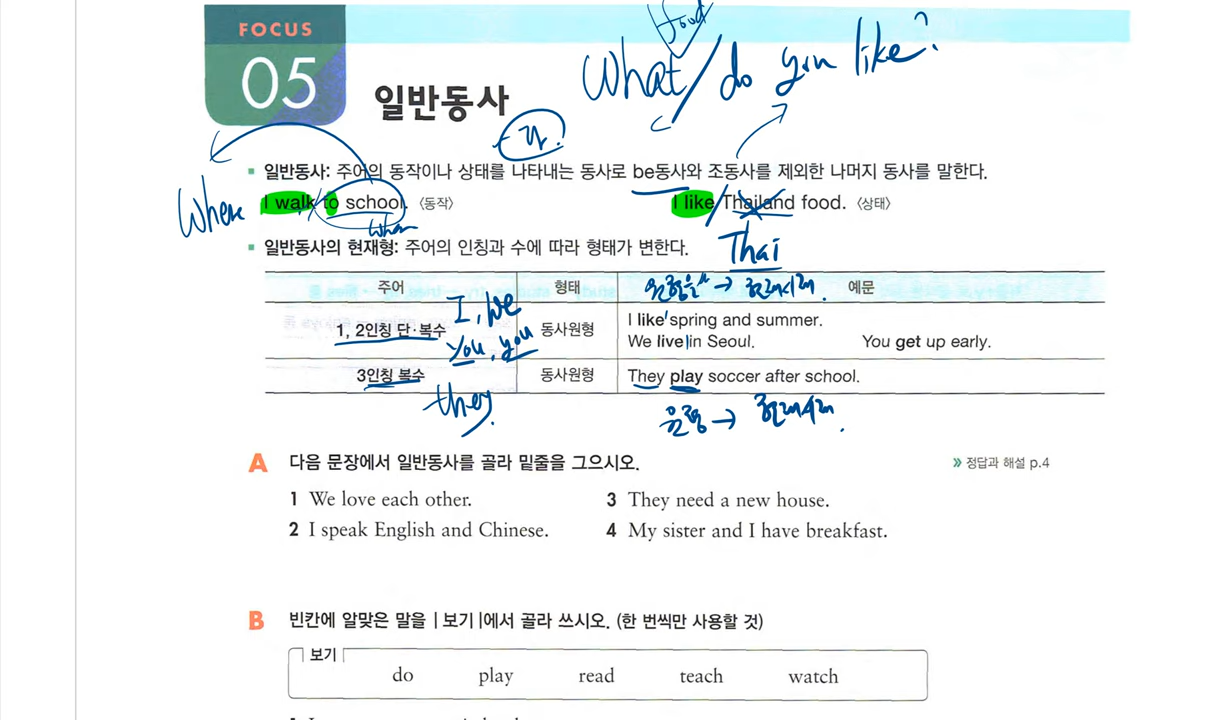 FOCUS
05
일반동사
food
What / do you like?
일반동사: 주어의 동작이나 상태를 나타내는 동사로 be동사와 조동사를 제외한 나머지 동사를 말한다.
Where
I walk to school. 〈동작〉
I like Thailand food. 〈상태〉
Thai
일반동사의 현재형: 주어의 인칭과 수에 따라 형태가 변한다.
주어 형태 예문
→ 현재시제.
I, we
1, 2인칭 단·복수 동사원형 I like spring and summer.
We live in Seoul. You get up early.
you, you
3인칭 복수 동사원형 They play soccer after school.
they
원형 → 현재시제.
A 다음 문장에서 일반동사를 골라 밑줄을 그으시오.
» 정답과 해설 p.4
1 We love each other.
3 They need a new house.
2 I speak English and Chinese.
4 My sister and I have breakfast.
B 빈칸에 알맞은 말을 | 보기 |에서 골라 쓰시오. (한 번씩만 사용할 것)
보기
do play read teach watch